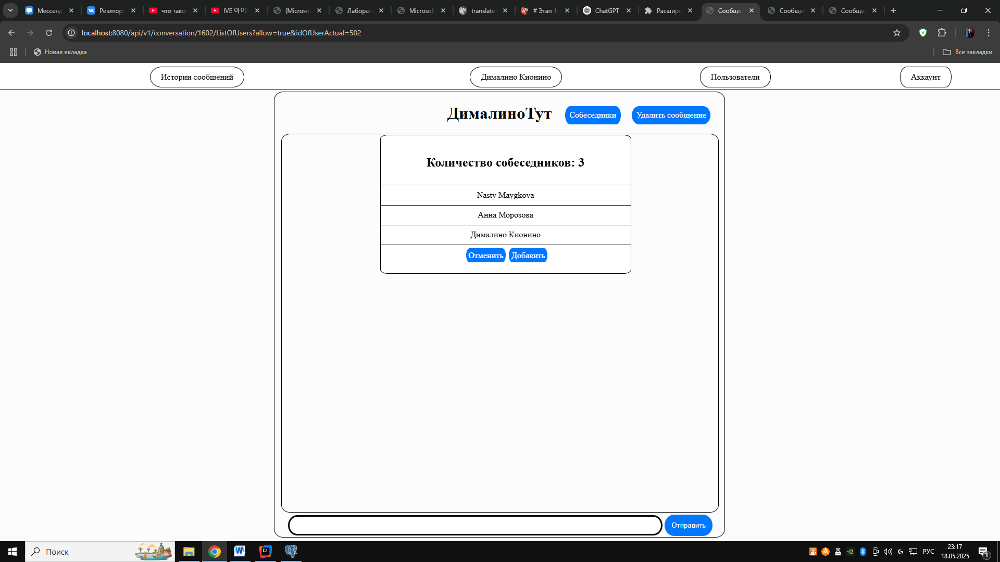 Мессенд
Риэлтор
что тако
IVE 아이
(Microso
Лаборат
Microsof
translate
# Этап 1:
ChatGPT
Расшире
Сообще
Сообще
Сообще
localhost:8080/api/v1/conversation/1602/ListOfUsers?allow=true&idOfUserActual=502
Новая вкладка
Все закладки
Истории сообщений
Дималино Кионино
Пользователи
Аккаунт
ДималиноТут
Собеседники
Удалить сообщение
Количество собеседников: 3
Nasty Maygkova
Анна Морозова
Дималино Кионино
Отменить
Добавить
Отправить
Поиск
РУС
23:17
18.05.2025
1